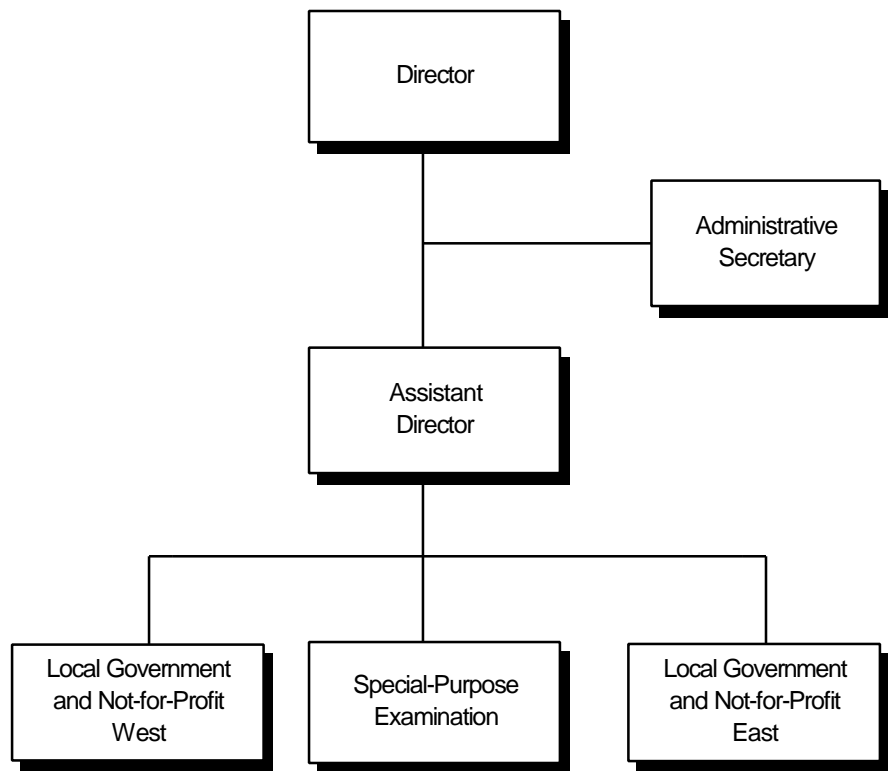 Director
Administrative
Secretary
Assistant
Director
Local Government
and Not-for-Profit
West
Special-Purpose
Examination
Local Government
and Not-for-Profit
East